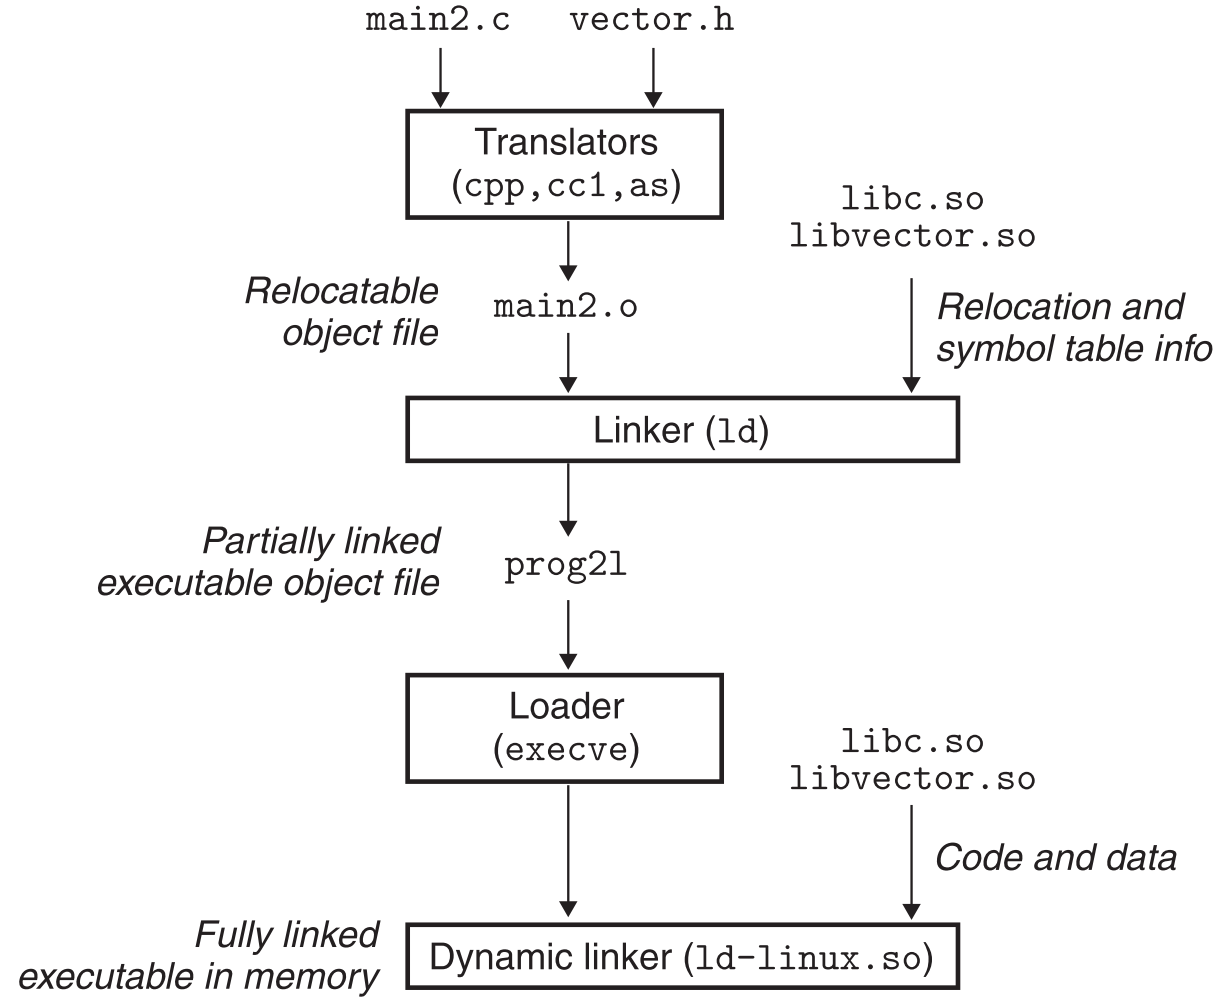 main2.c vector.h
Translators
(cpp,cc1,as)
libc.so
libvector.so
Relocatable
object file
main2.o
Relocation and
symbol table info
Linker (ld)
Partially linked
executable object file
prog2l
Loader
(execve)
libc.so
libvector.so
Code and data
Fully linked
executable in memory
Dynamic linker (ld-linux.so)